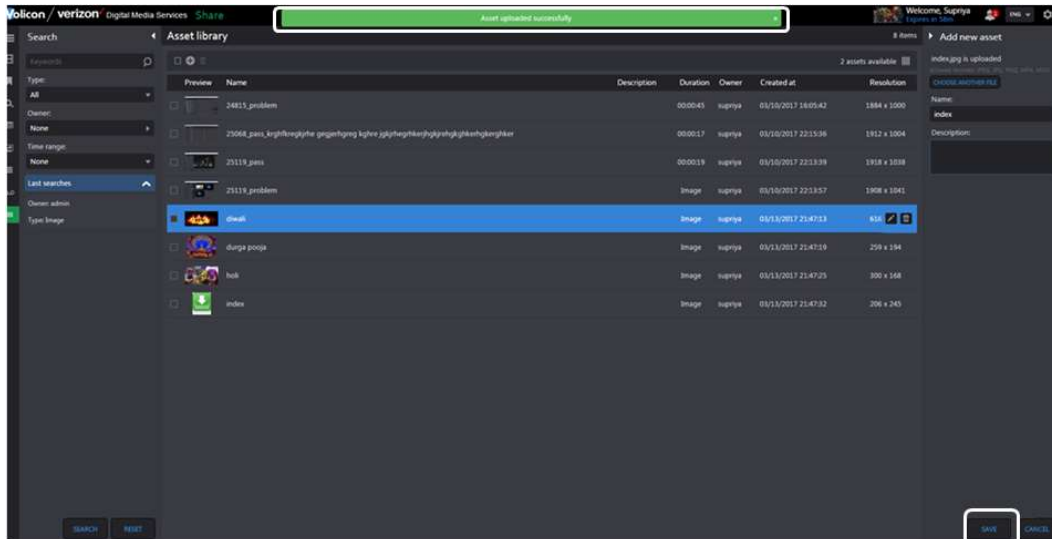 Volicon / verizon✓ Digital Media Services Share
Asset uploaded successfully
Welcome, Supriya
ENG
Search
Asset library
8 items
Add new asset
Keywords
2 assets available
index.jpg is uploaded
CHOOSE ANOTHER FILE
Type:
All
Owner:
None
Time range:
None
Last searches
Owner: admin
Type: Image
Preview Name Description Duration Owner Created at Resolution
24815_problem 00:00:45 supriya 03/10/2017 16:05:42 1884 x 1000
00:00:17 supriya 03/10/2017 22:15:36 1912 x 1004
25119_pass 00:00:19 supriya 03/10/2017 22:13:39 1918 x 1038
25119_problem Image supriya 03/10/2017 22:13:57 1908 x 1041
diwali Image supriya 03/13/2017 21:47:13 616
durga pooja Image supriya 03/13/2017 21:47:19 259 x 194
holi Image supriya 03/13/2017 21:47:25 300 x 168
index Image supriya 03/13/2017 21:47:32 206 x 245
Name:
index
Description:
SEARCH RESET
SAVE CANCEL